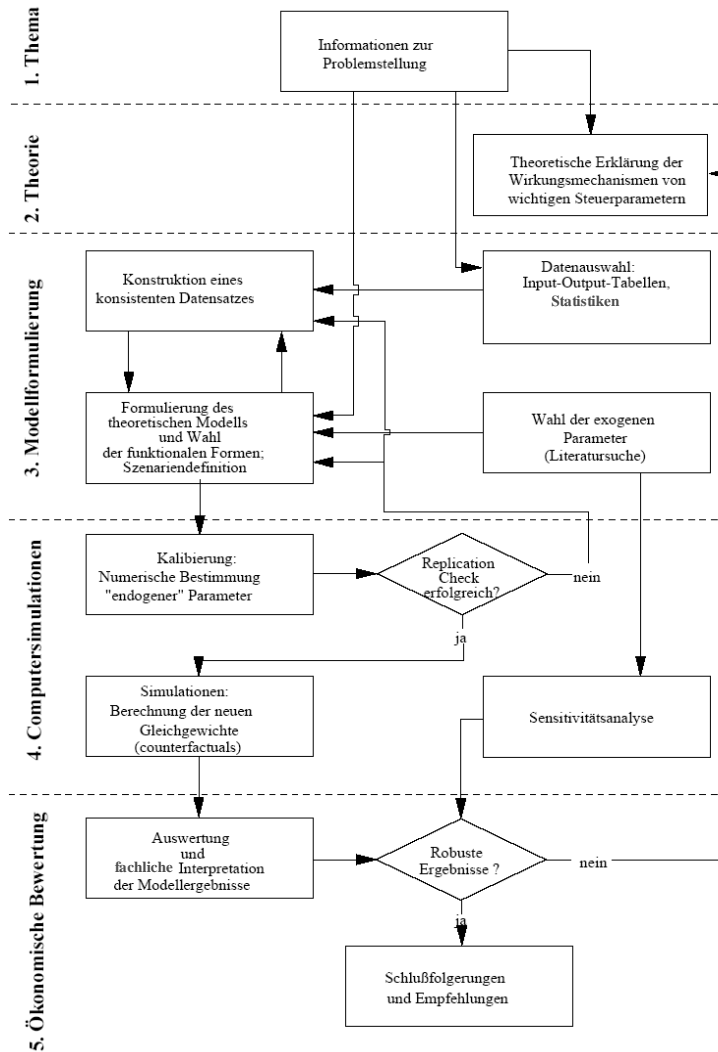 1. Thema
Informationen zur
Problemstellung
2. Theorie
Theoretische Erklärung der
Wirkungsmechanismen von
wichtigen Steuerparametern
3. Modellformulierung
Konstruktion eines
konsistenten Datensatzes
Datenauswahl:
Input-Output-Tabellen,
Statistiken
Formulierung des
theoretischen Modells
und Wahl
der funktionalen Formen;
Szenariendefinition
Wahl der exogenen
Parameter
(Literatursuche)
4. Computersimulationen
Kalibierung:
Numerische Bestimmung
"endogener" Parameter
Replication
Check
erfolgreich?
nein
ja
Simulationen:
Berechnung der neuen
Gleichgewichte
(counterfactuals)
Sensitivitätsanalyse
5. Ökonomische Bewertung
Auswertung
und
fachliche Interpretation
der Modellergebnisse
Robuste
Ergebnisse ?
nein
ja
Schlußfolgerungen
und Empfehlungen